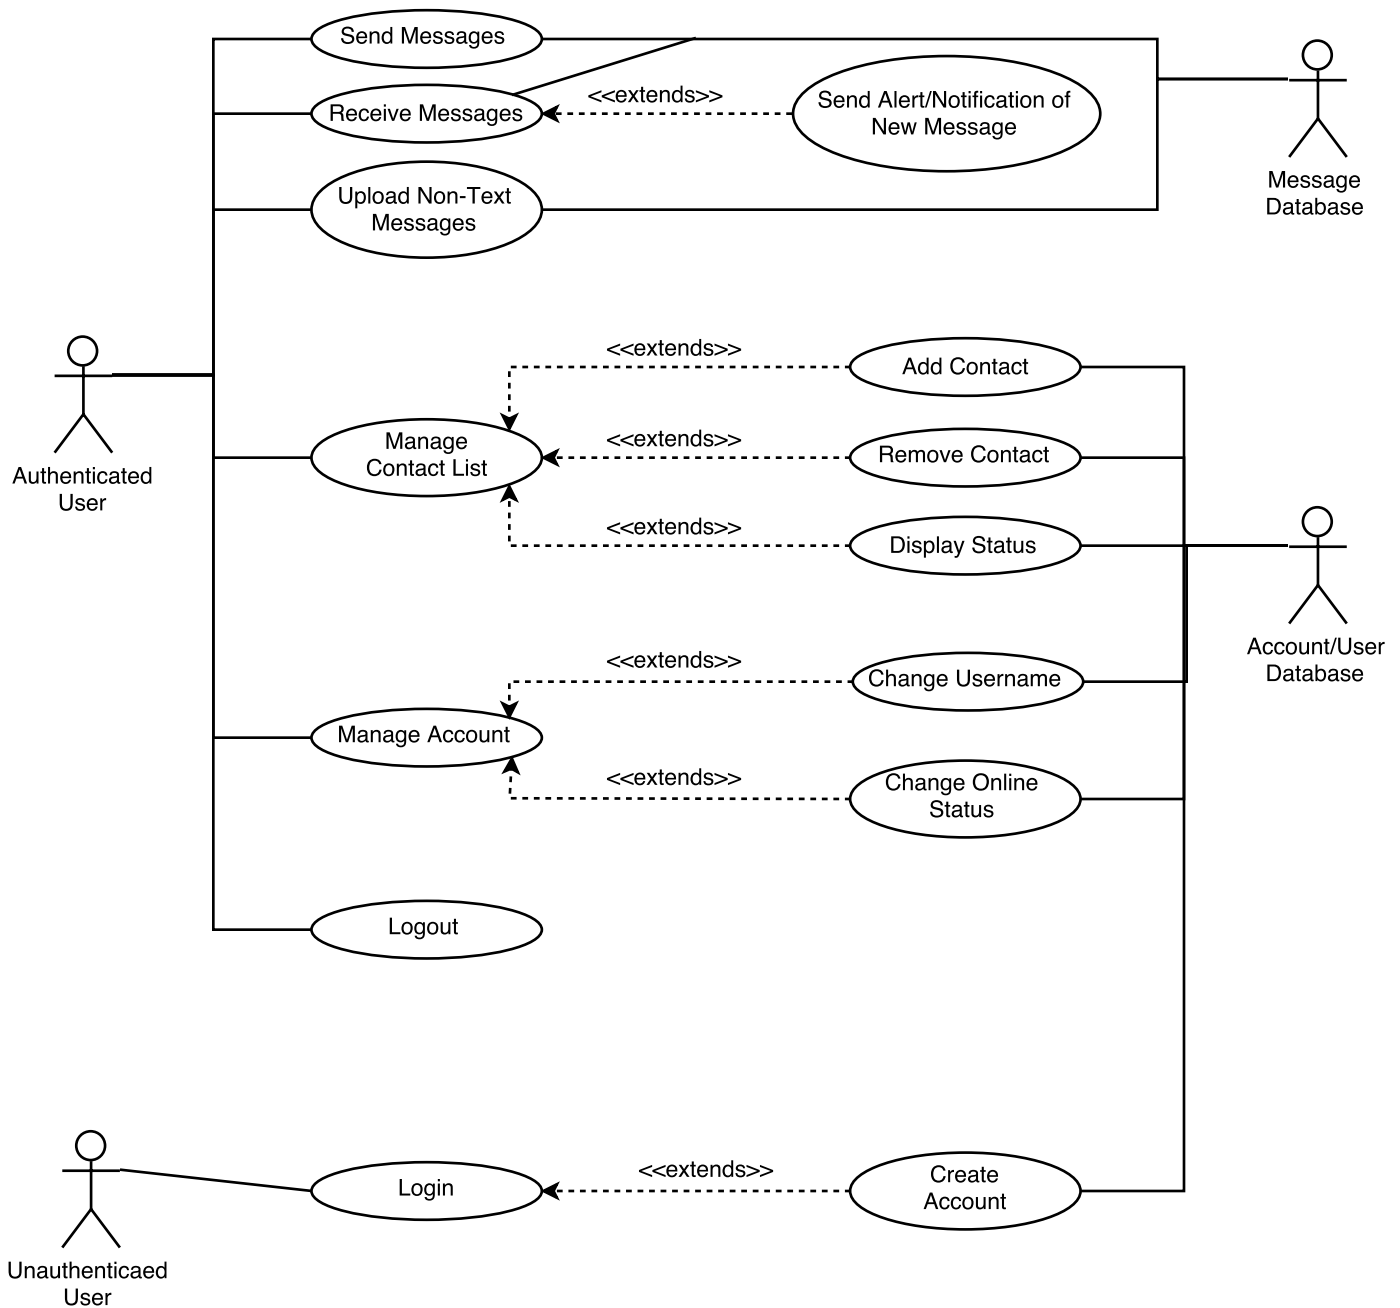 Send Messages
Receive Messages
<<extends>>
Send Alert/Notification of
New Message
Message
Database
Upload Non-Text
Messages
Authenticated
User
<<extends>>
Add Contact
Manage
Contact List
<<extends>>
Remove Contact
<<extends>>
Display Status
Account/User
Database
<<extends>>
Change Username
Manage Account
<<extends>>
Change Online
Status
Logout
Unauthenticaed
User
Login
<<extends>>
Create
Account